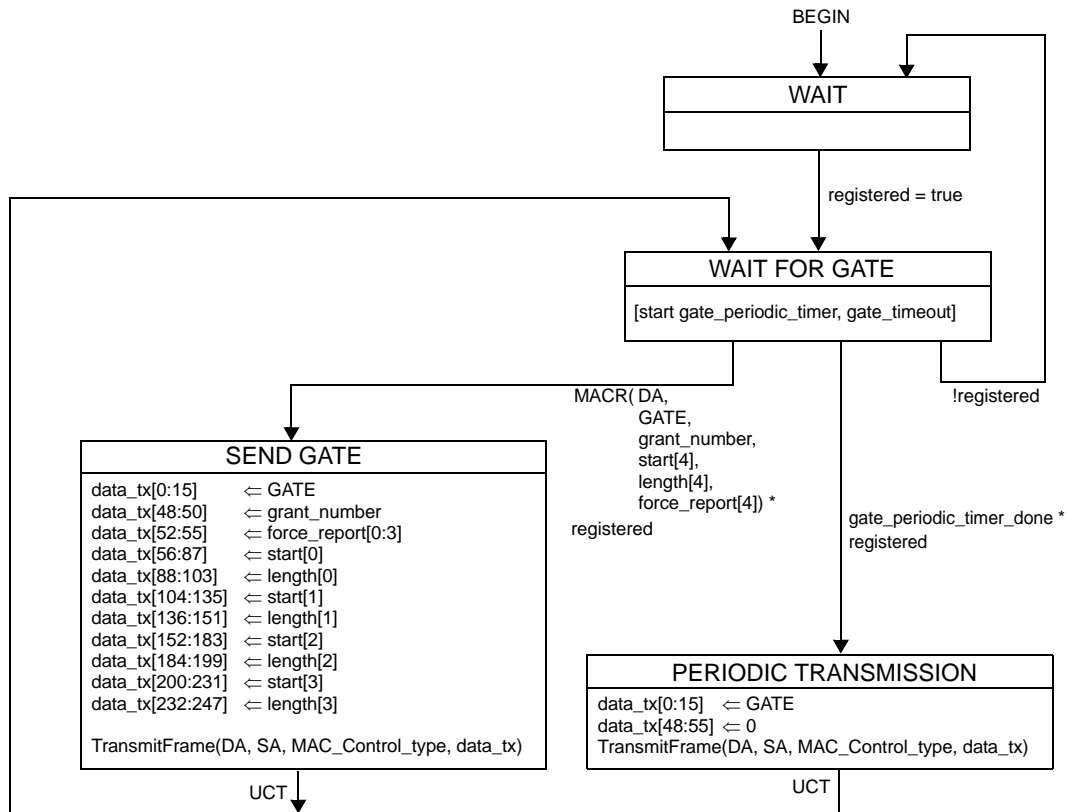 BEGIN
WAIT
registered = true
WAIT FOR GATE
[start gate_periodic_timer, gate_timeout]
MACR( DA,
GATE,
grant_number,
start[4],
length[4],
force_report[4]) *
registered
!registered
gate_periodic_timer_done *
registered
SEND GATE
data_tx[0:15] ⇐ GATE
data_tx[48:50] ⇐ grant_number
data_tx[52:55] ⇐ force_report[0:3]
data_tx[56:87] ⇐ start[0]
data_tx[88:103] ⇐ length[0]
data_tx[104:135] ⇐ start[1]
data_tx[136:151] ⇐ length[1]
data_tx[152:183] ⇐ start[2]
data_tx[184:199] ⇐ length[2]
data_tx[200:231] ⇐ start[3]
data_tx[232:247] ⇐ length[3]
TransmitFrame(DA, SA, MAC_Control_type, data_tx)
UCT
PERIODIC TRANSMISSION
data_tx[0:15] ⇐ GATE
data_tx[48:55] ⇐ 0
TransmitFrame(DA, SA, MAC_Control_type, data_tx)
UCT